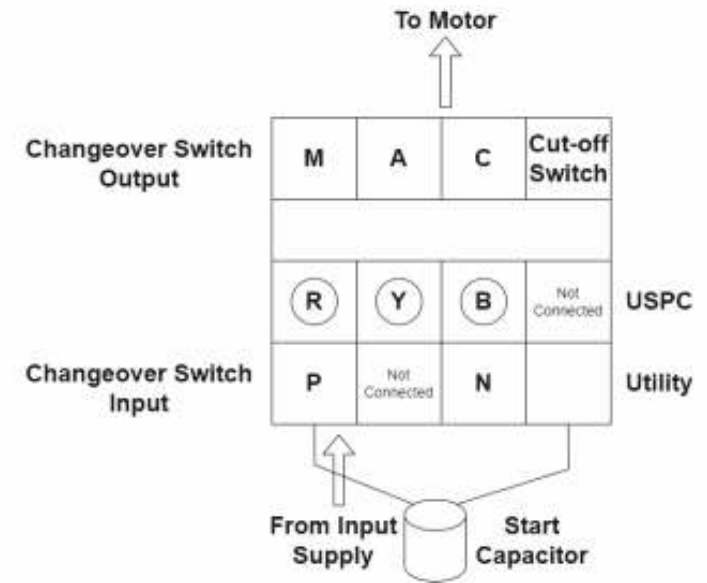 To Motor
Changeover Switch
Output
M
A
C
Cut-off
Switch
R
Y
B
Not
Connected
USPC
Changeover Switch
Input
P
Not
Connected
N
Utility
From Input
Supply
Start
Capacitor